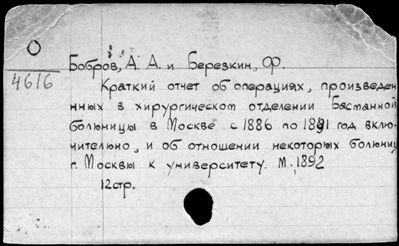 О
4616
Бобров, А. А. и Березкин, Ф.
Краткий отчет об операциях, произведен
нных в хирургическом отделении Басманной
больницы в Москве с 1886 по 1891 год вклю-
чительно, и об отношении некоторых больниц
г. Москвы к университету. М. 1892
12стр.